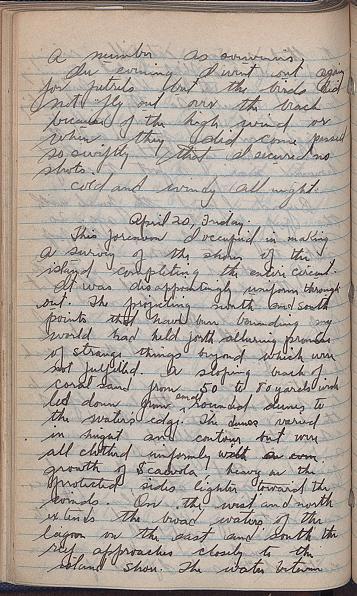 a number as souvenirs.
In evening I went out again
for petrels but the birds did
not fly out over the beach
because of the high wind or
when they did come passed
so swiftly that I secured no
shots.
cold and windy all night.
April 20, Friday.
This forenoon I occupied in making
a survey of the shore of the
island completing the entire circuit.
It was disappointingly uniform through
out. The projecting north and south
points that have been bounding my
world had held forth alluring promise
of strange things beyond which were
not fulfilled. A sloping beach of
coral sand from 50 to 80 yards wide
led down from small rounded dunes to
the waters edge. The dunes varied
in height and contour but were
all clothed uniformly with an even
growth of Scaevola heavy on the
protected sides lighter toward the
winds. On the west and north
extends the broad waters of the
lagoon on the east and south the
reef approaches closely to the
island shore. The water between